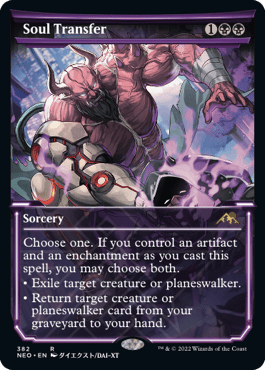 Soul Transfer 1
Sorcery
Choose one. If you control an artifact
and an enchantment as you cast
this spell, you may choose both.
• Exile target creature or planeswalker.
• Return target creature or
planeswalker card from your
graveyard to your hand.
382 R
NEO • EN ダイエクスト/DAI-XT
™ & © 2022 Wizards of the Coast